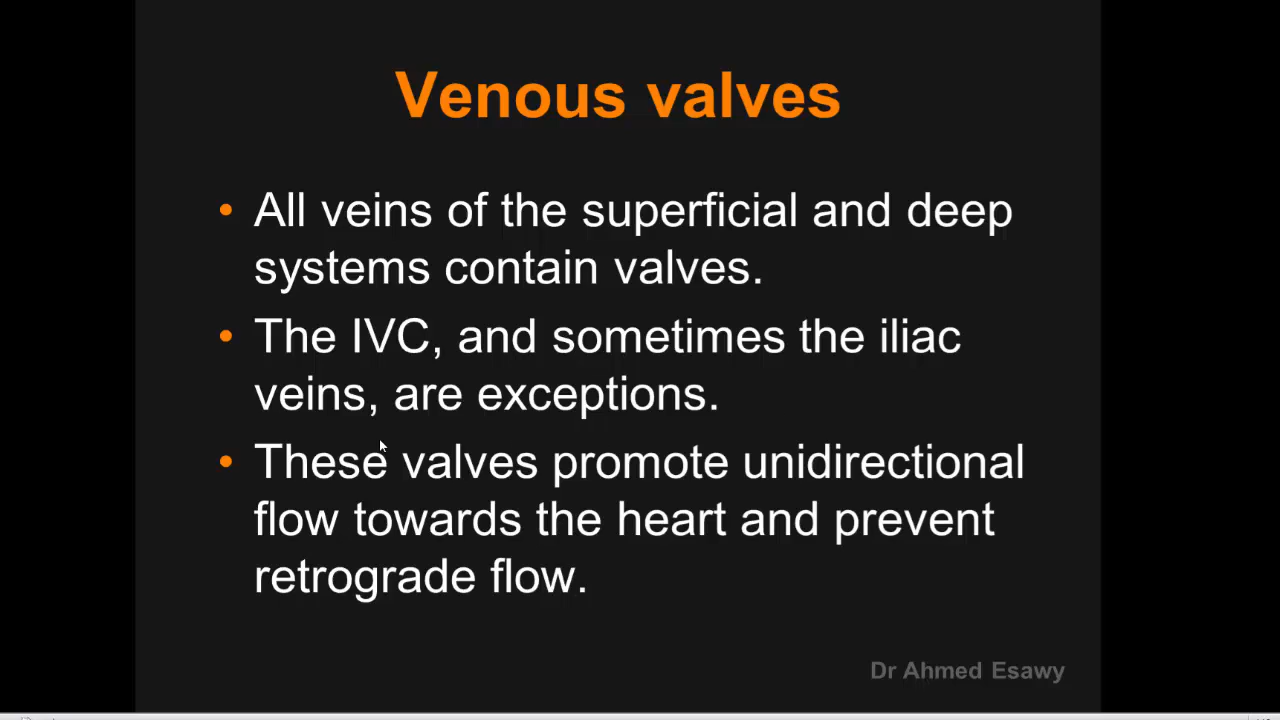 Venous valves
• All veins of the superficial and deep
systems contain valves.
• The IVC, and sometimes the iliac
veins, are exceptions.
• These valves promote unidirectional
flow towards the heart and prevent
retrograde flow.
Dr Ahmed Esawy